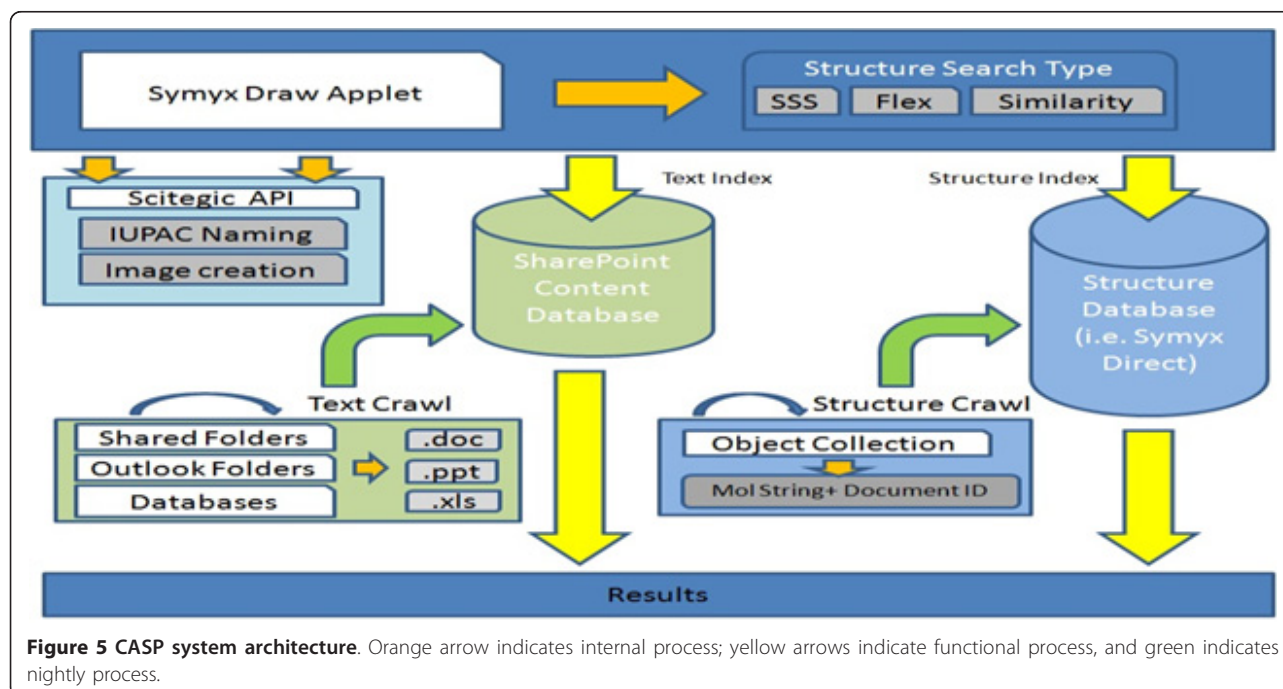 Symyx Draw Applet
Structure Search Type
SSS Flex Similarity
Text Index
Structure Index
Scitegic API
IUPAC Naming
Image creation
SharePoint
Content
Database
Structure
Database
(i.e. Symyx
Direct)
Text Crawl
Shared Folders
Outlook Folders
Databases
.doc
.ppt
.xls
Structure Crawl
Object Collection
Mol String+ Document ID
Results
Figure 5 CASP system architecture. Orange arrow indicates internal process; yellow arrows indicate functional process, and green indicates
nightly process.